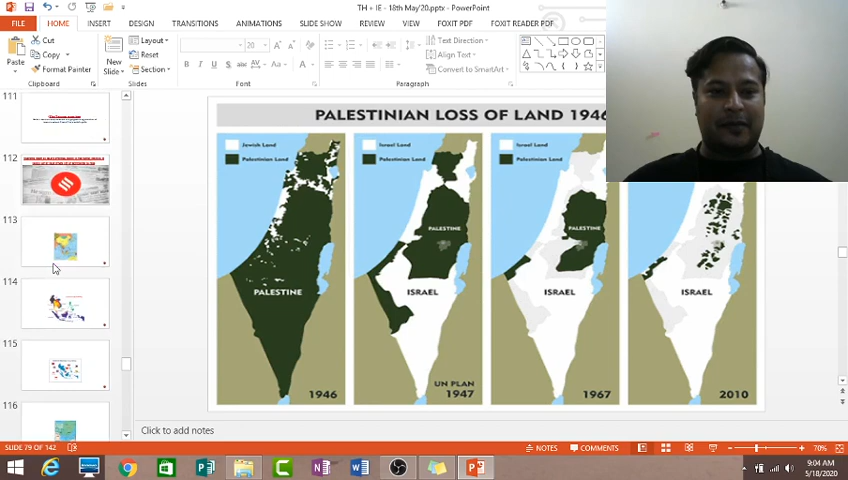 TH + IE - 18th May'20.pptx - PowerPoint
FILE HOME INSERT DESIGN TRANSITIONS ANIMATIONS SLIDE SHOW REVIEW VIEW FOXIT PDF FOXIT READER PDF
Cut
Copy
Format Painter
Paste
Clipboard
New
Slide
Layout
Reset
Section
Slides
20
B I U S abc AV Aa A
Font
Paragraph
Text Direction
Align Text
Convert to SmartArt
111
112
113
114
115
116
PALESTINIAN LOSS OF LAND 1946
Jewish Land
Palestinian Land
PALESTINE
1946
Israel Land
Palestinian Land
PALESTINE
ISRAEL
UN PLAN
1947
Israel Land
Palestinian Land
PALESTINE
ISRAEL
1967
ISRAEL
2010
Click to add notes
SLIDE 79 OF 142
NOTES COMMENTS
70%
9:04 AM
5/18/2020